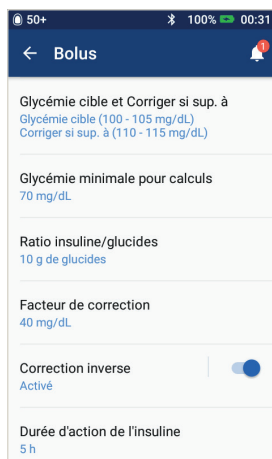 50+ 100% 00:31
Bolus
1
Glycémie cible et Corriger si sup. à
Glycémie cible (100 - 105 mg/dL)
Corriger si sup. à (110 - 115 mg/dL)
Glycémie minimale pour calculs
70 mg/dL
Ratio insuline/glucides
10 g de glucides
Facteur de correction
40 mg/dL
Correction inverse
Activé
Durée d'action de l'insuline
5 h